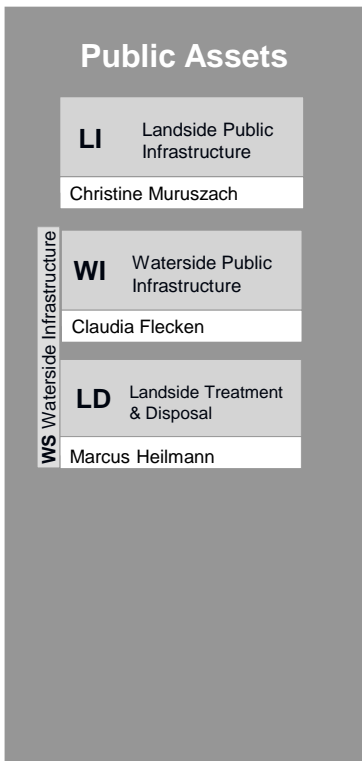 Public Assets
LI
Landside Public
Infrastructure
Christine Muruszach
WS Waterside Infrastructure
WI
Waterside Public
Infrastructure
Claudia Flecken
LD
Landside Treatment
& Disposal
Marcus Heilmann